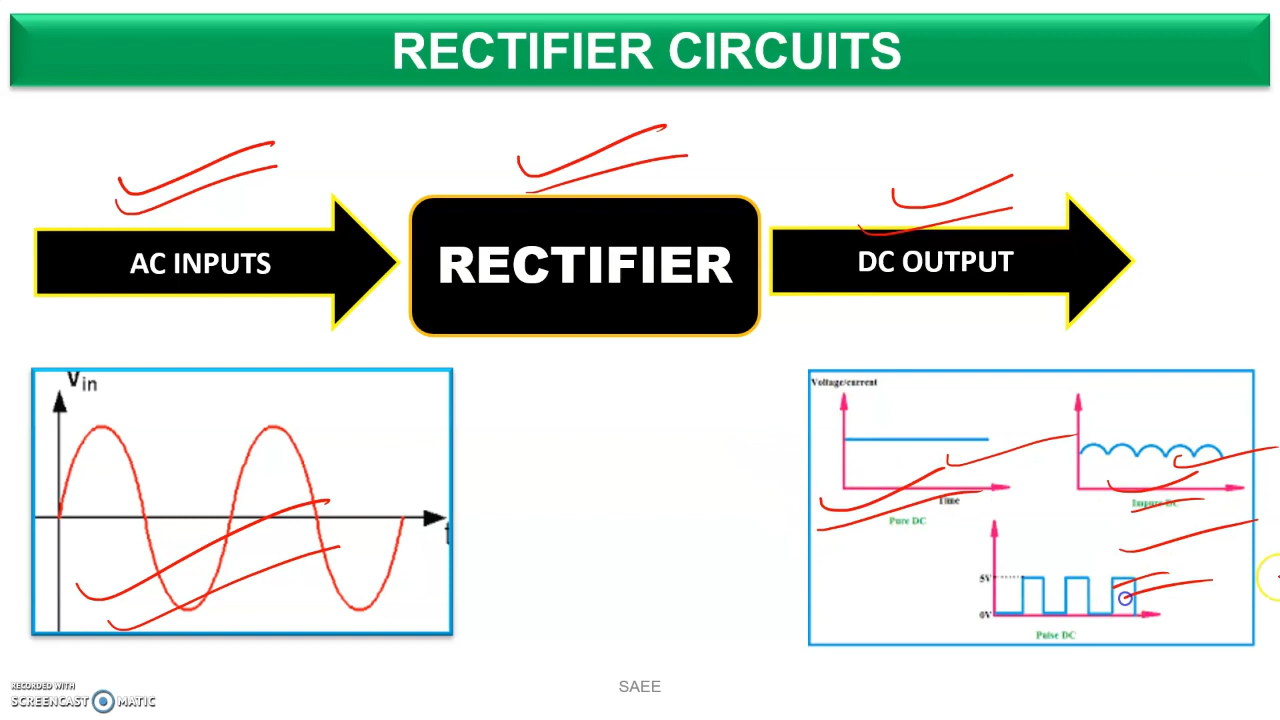 RECTIFIER CIRCUITS
AC INPUTS
RECTIFIER
DC OUTPUT
Vin
t
Voltage/current
Time
Pure DC
Impure DC
5V
0V
Pulse DC
SAEE
RECORDED WITH
SCREENCAST MATIC